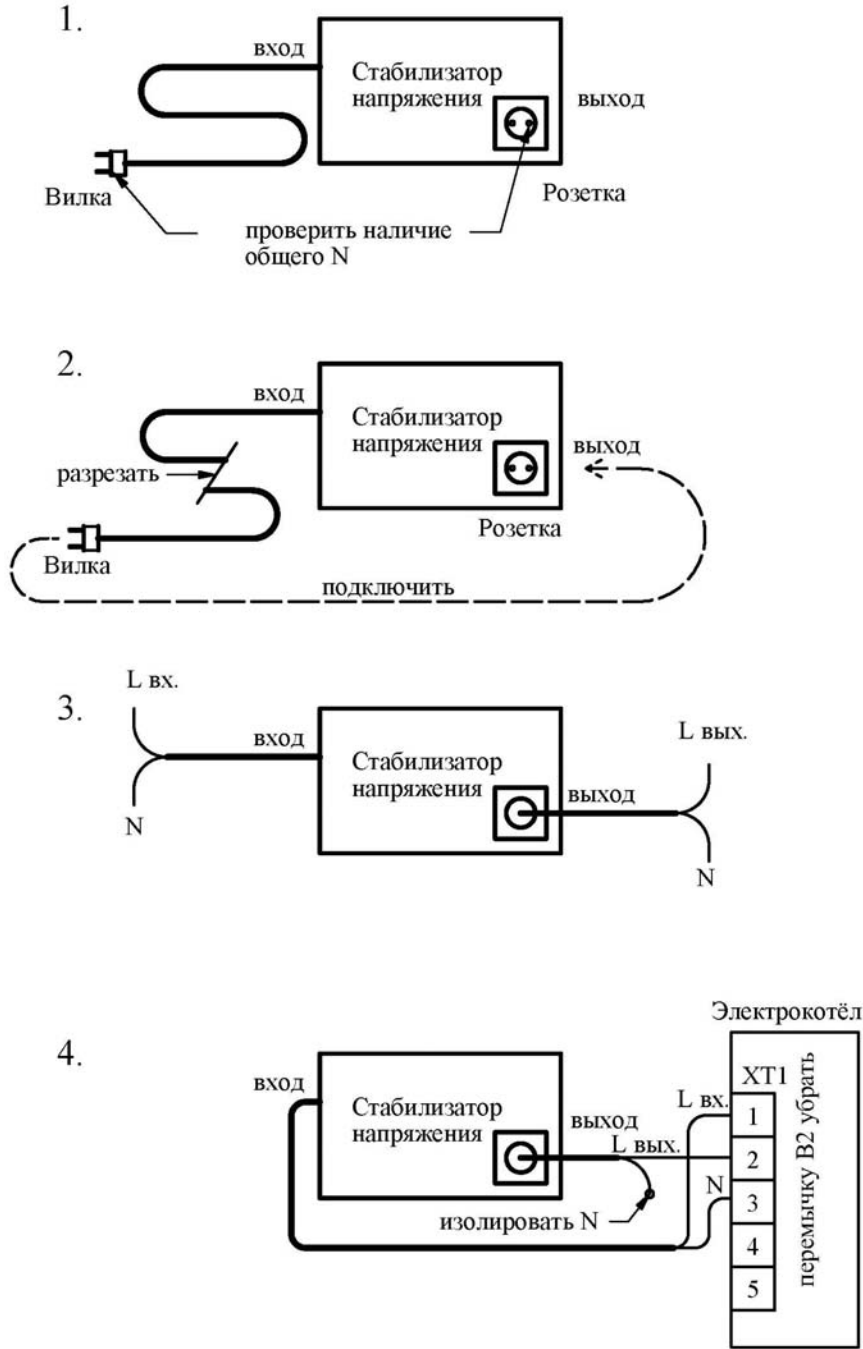 1.
вход
Стабилизатор
напряжения
выход
Вилка
Розетка
проверить наличие
общего N
2.
вход
Стабилизатор
напряжения
выход
разрезать
Розетка
Вилка
подключить
3.
L вх.
вход
N
Стабилизатор
напряжения
выход
L вых.
N
4.
Электрокотёл
вход
Стабилизатор
напряжения
выход
L вых.
изолировать N
L вх.
N
XT1
1
2
3
4
5
перемычку В2 убрать